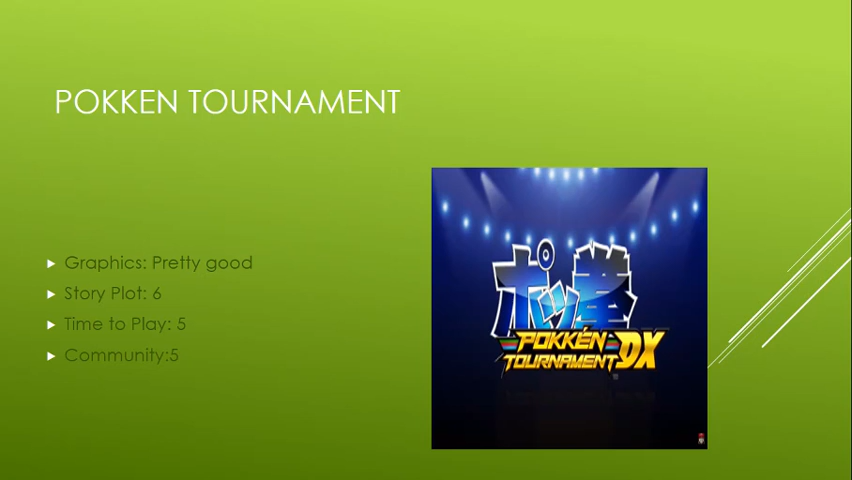 POKKEN TOURNAMENT
Graphics: Pretty good
Story Plot: 6
Time to Play: 5
Community:5
ポッ拳
POKKÉN
TOURNAMENT DX